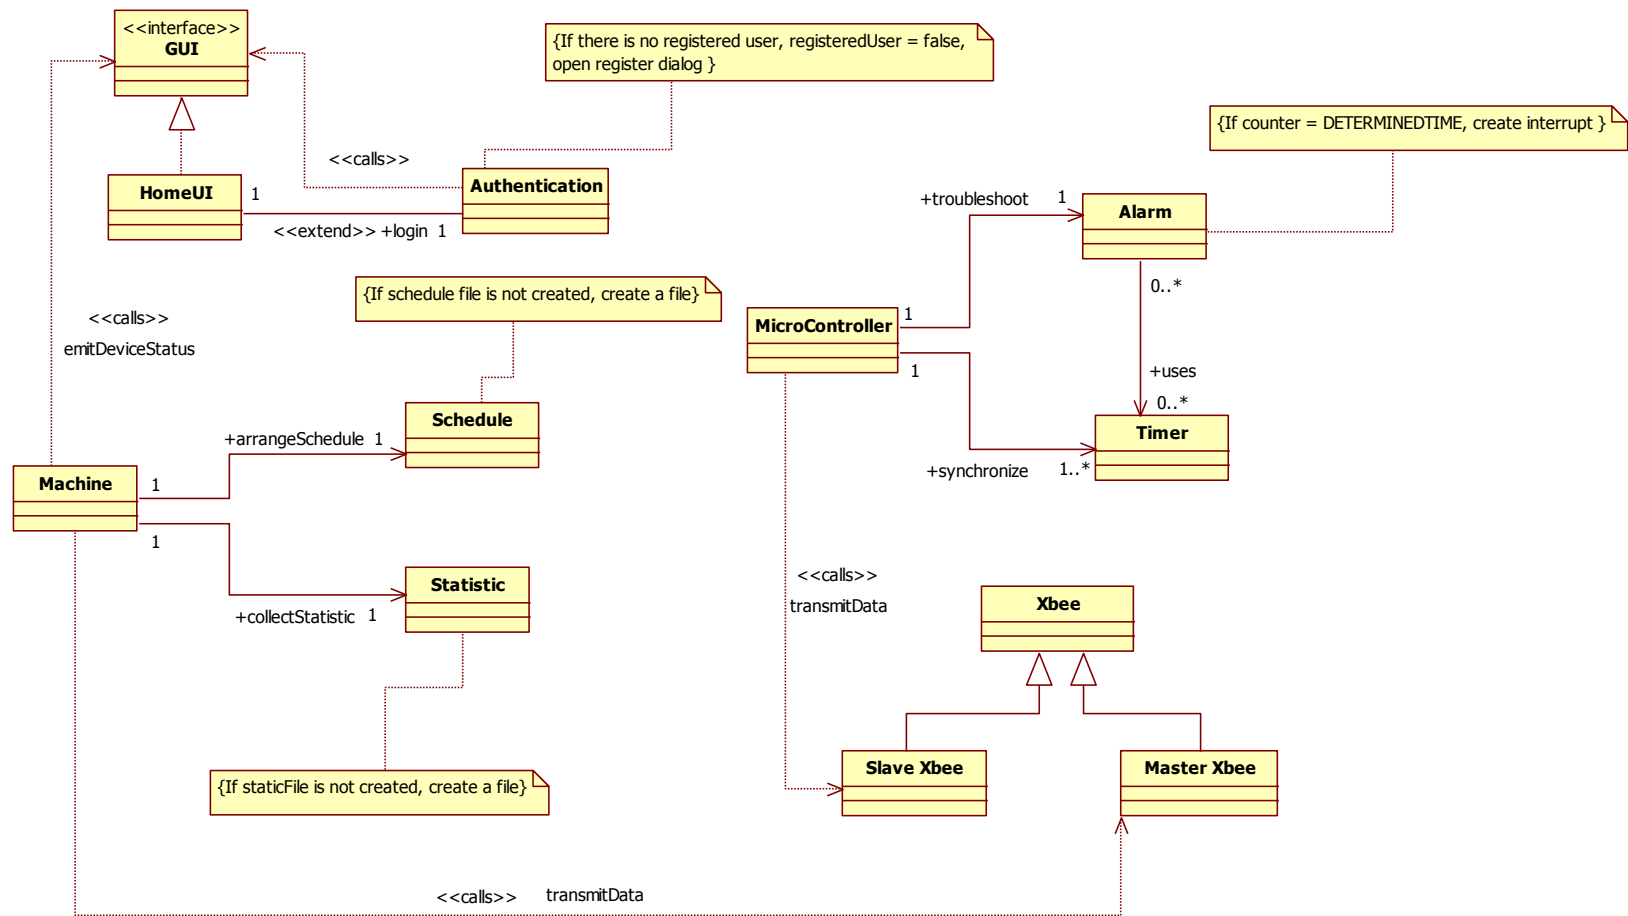 <<interface>>
GUI
{If there is no registered user, registeredUser = false,
open register dialog }
{If counter = DETERMINEDTIME, create interrupt }
<<calls>>
HomeUI
1
Authentication
<<extend>> +login 1
+troubleshoot 1
Alarm
0..*
{If schedule file is not created, create a file}
<<calls>>
emitDeviceStatus
MicroController
1
1
+uses
0..*
Schedule
+arrangeSchedule 1
Timer
+synchronize 1..*
Machine
1
1
Statistic
+collectStatistic 1
<<calls>>
transmitData
Xbee
{If staticFile is not created, create a file}
Slave Xbee
Master Xbee
<<calls>> transmitData